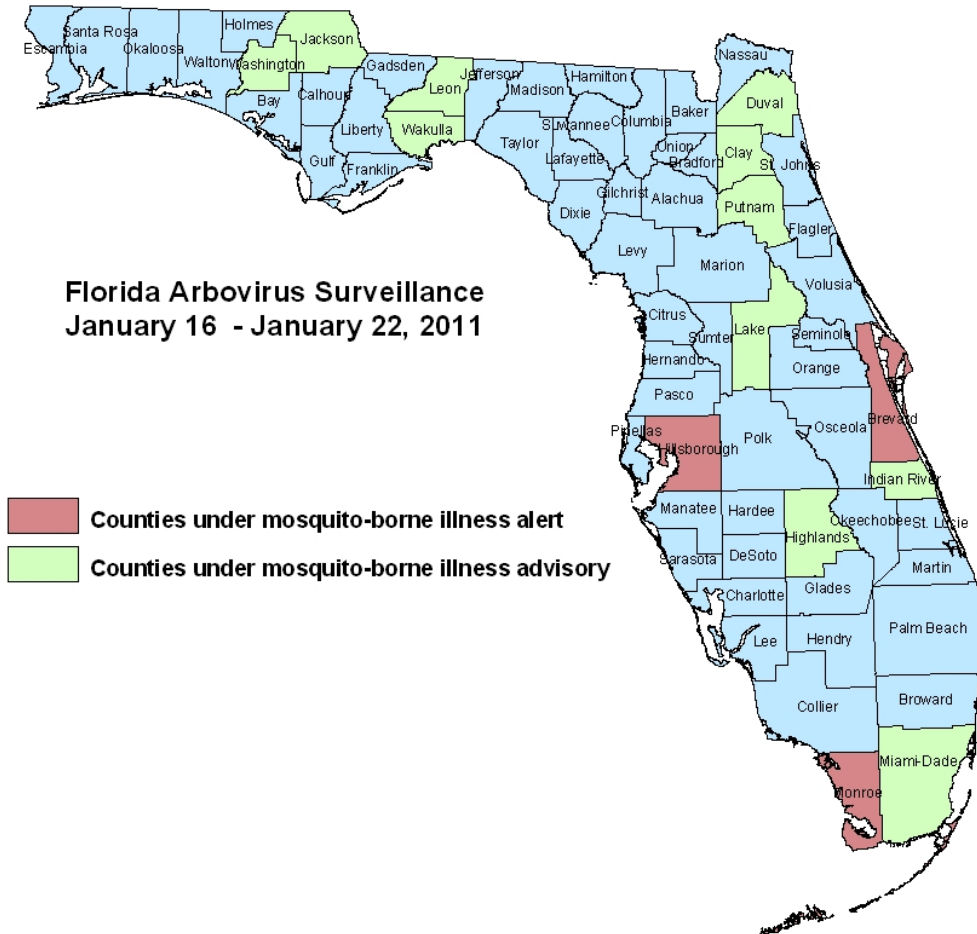 Holmes
Jackson
Santa Rosa
Escambia
Okaloosa
Walton
Washington
Gadsden
Leon
Jefferson
Madison
Hamilton
Nassau
Duval
Bay
Calhoun
Liberty
Wakulla
Taylor
Suwannee
Columbia
Baker
Union
Bradford
Clay
St. Johns
Gulf
Franklin
Lafayette
Dixie
Gilchrist
Alachua
Putnam
Flagler
Levy
Marion
Volusia
Florida Arbovirus Surveillance
January 16 - January 22, 2011
Citrus
Sumter
Lake
Seminole
Hernando
Orange
Pasco
Brevard
Pinellas
Hillsborough
Polk
Osceola
Indian River
Counties under mosquito-borne illness alert
Manatee
Hardee
Highlands
Okeechobee
St. Lucie
Counties under mosquito-borne illness advisory
Sarasota
DeSoto
Martin
Charlotte
Glades
Lee
Hendry
Palm Beach
Collier
Broward
Monroe
Miami-Dade